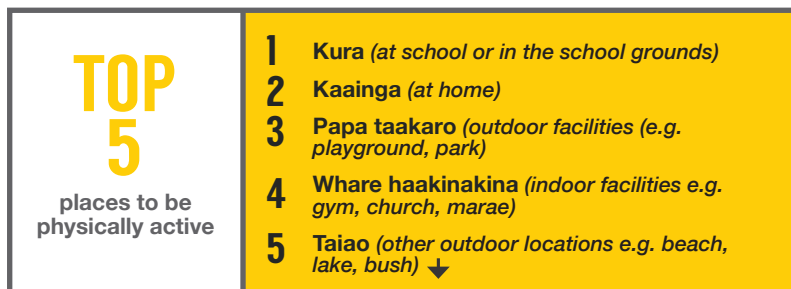 TOP
5
places to be
physically active
1 Kura (at school or in the school grounds)
2 Kaainga (at home)
3 Papa taakaro (outdoor facilities (e.g.
playground, park)
4 Whare haakinakina (indoor facilities e.g.
gym, church, marae)
5 Taiao (other outdoor locations e.g. beach,
lake, bush)